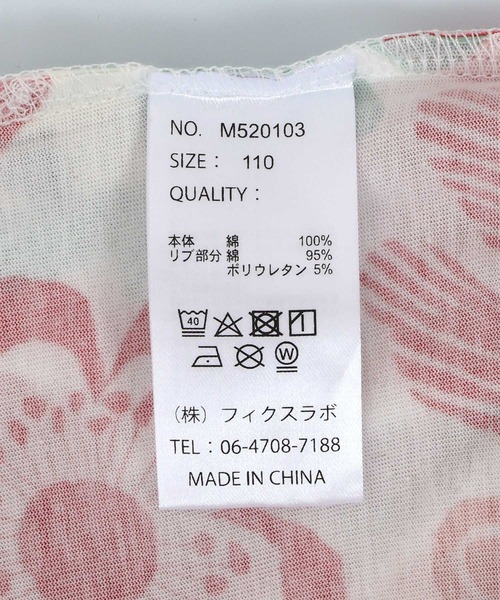 NO. M520103
SIZE： 110
QUALITY：
本体 綿 100%
リブ部分 綿 95%
ポリウレタン 5%
40
W
（株）フィクスラボ
TEL：06-4708-7188
MADE IN CHINA